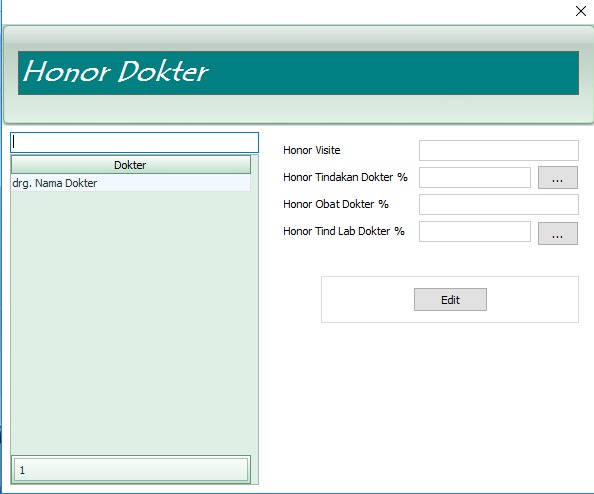 Honor Dokter
Dokter
drg. Nama Dokter
1
Honor Visite
Honor Tindakan Dokter %
...
Honor Obat Dokter %
Honor Tind Lab Dokter %
...
Edit